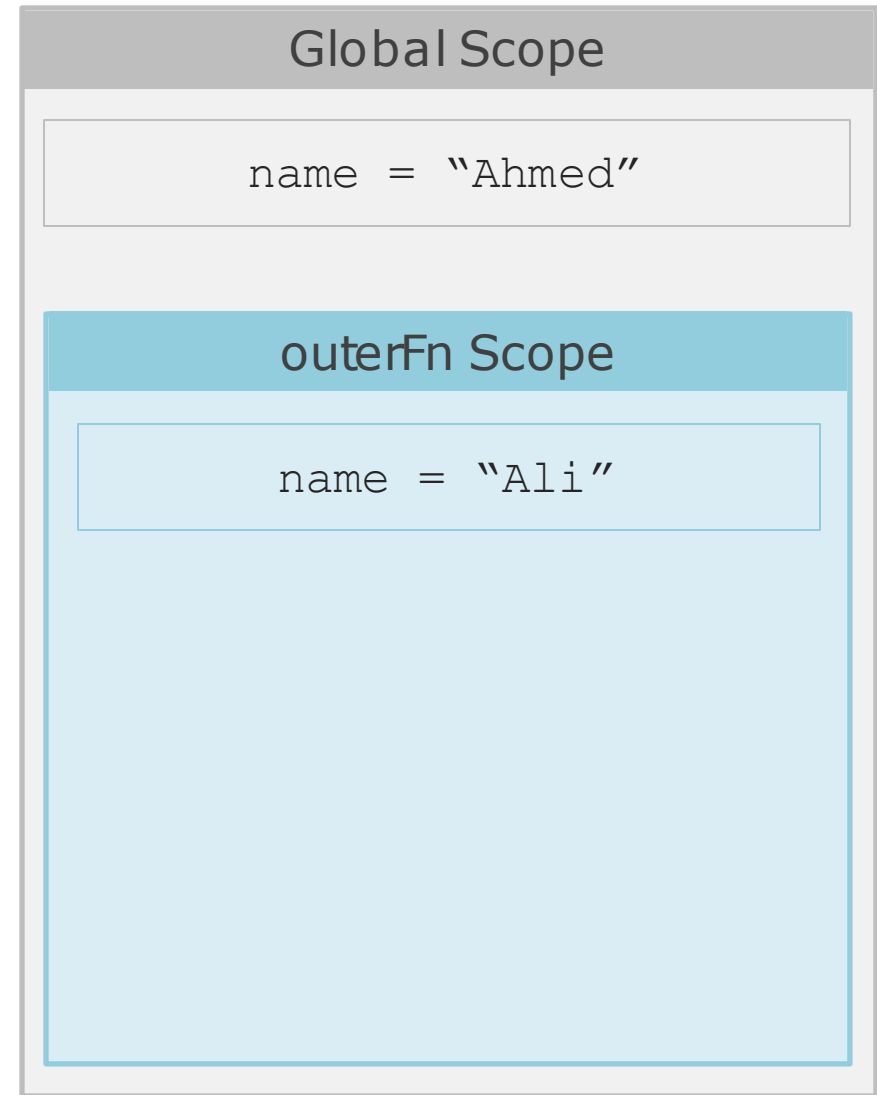 Global Scope
name = “Ahmed”
outerFn Scope
name = “Ali”